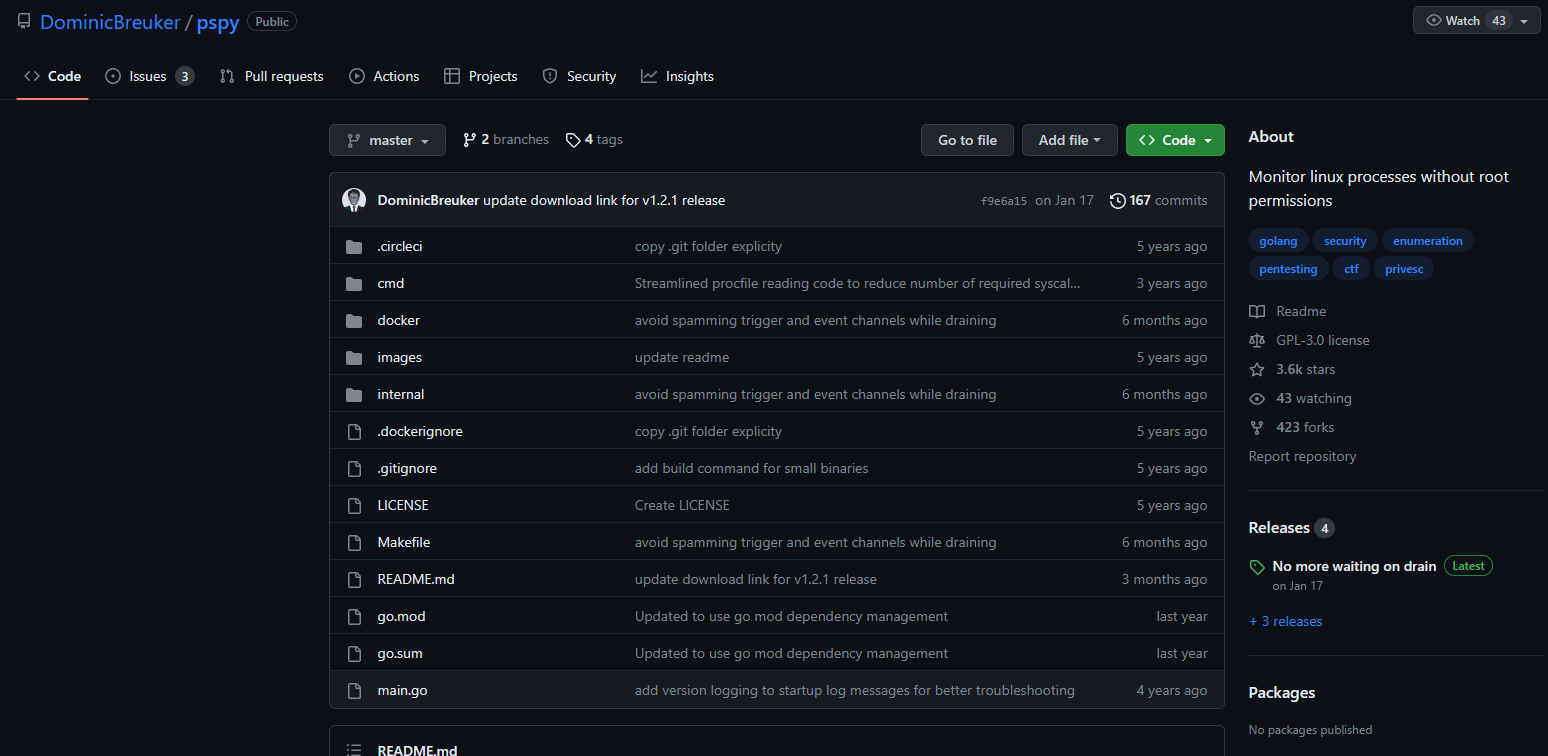 DominicBreuker / pspy Public Watch 43
Code Issues 3 Pull requests Actions Projects Security Insights
master 2 branches 4 tags Go to file Add file Code
DominicBreuker update download link for v1.2.1 release f9e6a15 on Jan 17 167 commits
.circleci copy .git folder explicity 5 years ago
cmd Streamlined procfile reading code to reduce number of required syscal... 3 years ago
docker avoid spamming trigger and event channels while draining 6 months ago
images update readme 5 years ago
internal avoid spamming trigger and event channels while draining 6 months ago
.dockerignore copy .git folder explicity 5 years ago
.gitignore add build command for small binaries 5 years ago
LICENSE Create LICENSE 5 years ago
Makefile avoid spamming trigger and event channels while draining 6 months ago
README.md update download link for v1.2.1 release 3 months ago
go.mod Updated to use go mod dependency management last year
go.sum Updated to use go mod dependency management last year
main.go add version logging to startup log messages for better troubleshooting 4 years ago
README.md
About
Monitor linux processes without root
permissions
golang security enumeration
pentesting ctf privesc
Readme
GPL-3.0 license
3.6k stars
43 watching
423 forks
Report repository
Releases 4
No more waiting on drain Latest
on Jan 17
+ 3 releases
Packages
No packages published